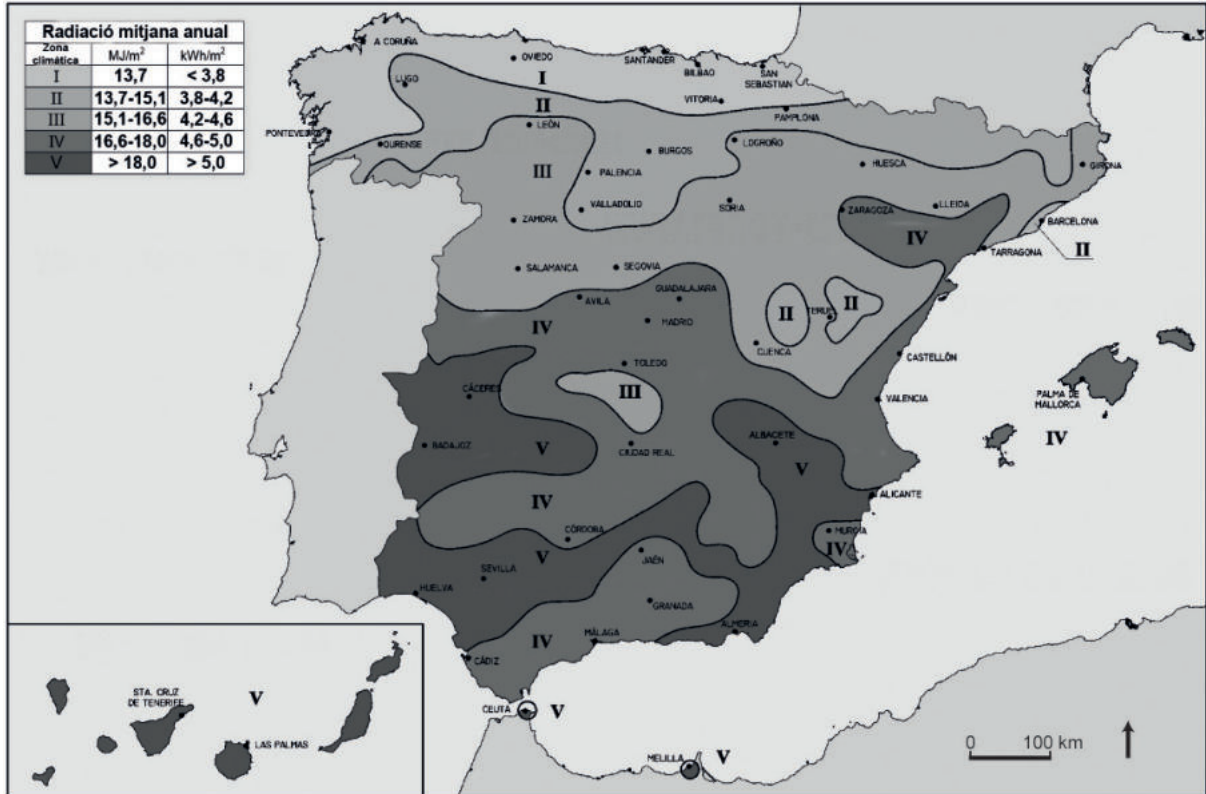 Radiació mitjana anual
Zona climàtica MJ/m² kWh/m²
I 13,7 < 3,8
II 13,7-15,1 3,8-4,2
III 15,1-16,6 4,2-4,6
IV 16,6-18,0 4,6-5,0
V > 18,0 > 5,0
A CORUÑA
OVIEDO
SANTANDER
BILBAO
SAN SEBASTIAN
LUGO
I
VITORIA
PAMPLONA
II
PONTEVEDRA
OURENSE
LEÓN
BURGOS
LOGROÑO
HUESCA
GIRONA
III
PALENCIA
VALLADOLID
ZAMORA
SORIA
ZARAGOZA
LLEIDA
BARCELONA
IV
TARRAGONA
II
SALAMANCA
SEGOVIA
AVILA
GUADALAJARA
II
TERUEL
II
IV
MADRID
CUENCA
CASTELLÓN
TOLEDO
CÁCERES
III
VALENCIA
PALMA DE MALLORCA
IV
BADAJOZ
V
CIUDAD REAL
ALBACETE
V
ALICANTE
IV
CÓRDOBA
MURCIA
IV
V
JAÉN
SEVILLA
HUELVA
GRANADA
ALMERIA
IV
MÁLAGA
CÁDIZ
CEUTA
V
MELILLA
V
STA. CRUZ DE TENERIFE
V
LAS PALMAS
0 100 km